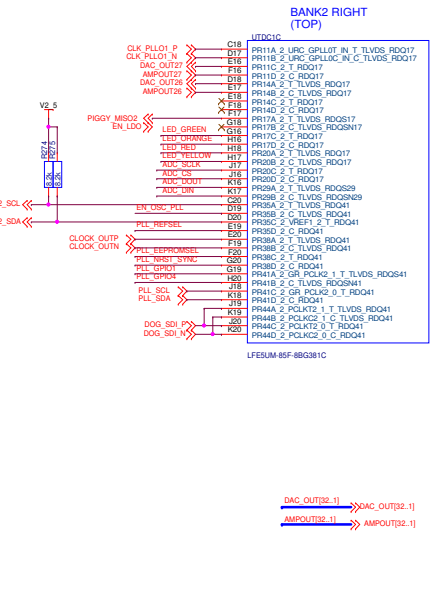 BANK2 RIGHT
(TOP)
UTDC1C
CLK_PLLO1_P C18 PR11A_2_URC_GPLL0T_IN_T_TLVDS_RDQ17
CLK_PLLO1_N D17 PR11B_2_URC_GPLL0C_IN_C_TLVDS_RDQ17
DAC_OUT27 E16 PR11C_2_T_RDQ17
AMPOUT27 F16 PR11D_2_C_RDQ17
DAC_OUT26 D18 PR14A_2_T_TLVDS_RDQ17
AMPOUT26 E17 PR14B_2_C_TLVDS_RDQ17
E18 PR14C_2_T_RDQ17
F18 PR14D_2_C_RDQ17
PIGGY_MISO2 F17 PR17A_2_T_TLVDS_RDQS17
EN_LDO G18 PR17B_2_C_TLVDS_RDQSN17
LED_GREEN G16 PR17C_2_T_RDQ17
LED_ORANGE H16 PR17D_2_C_RDQ17
LED_RED H18 PR20A_2_T_TLVDS_RDQ17
LED_YELLOW H17 PR20B_2_C_TLVDS_RDQ17
ADC_SCLK J17 PR20C_2_T_RDQ17
ADC_CS J16 PR20D_2_C_RDQ17
ADC_DOUT K16 PR29A_2_T_TLVDS_RDQS29
ADC_DIN K17 PR29B_2_C_TLVDS_RDQSN29
C20 PR35A_2_T_TLVDS_RDQ41
EN_OSC_PLL D19 PR35B_2_C_TLVDS_RDQ41
D20 PR35C_2_VREF1_2_T_RDQ41
PLL_REFSEL E19 PR35D_2_C_RDQ41
CLOCK_OUTP E20 PR38A_2_T_TLVDS_RDQ41
CLOCK_OUTN F19 PR38B_2_C_TLVDS_RDQ41
PLL_EEPROMSEL F20 PR38C_2_T_RDQ41
PLL_NRST_SYNC G20 PR38D_2_C_RDQ41
PLL_GPIO1 G19 PR41A_2_GR_PCLK2_1_T_TLVDS_RDQS41
PLL_GPIO4 H20 PR41B_2_C_TLVDS_RDQSN41
PLL_SCL J18 PR41C_2_GR_PCLK2_0_T_RDQ41
PLL_SDA K18 PR41D_2_C_RDQ41
J19 PR44A_2_PCLKT2_1_T_TLVDS_RDQ41
K19 PR44B_2_PCLKC2_1_C_TLVDS_RDQ41
DOG_SDI_P J20 PR44C_2_PCLKT2_0_T_RDQ41
DOG_SDI_N K20 PR44D_2_PCLKC2_0_C_RDQ41
V2_5
R274
R275
8.2k
8.2k
2_SCL
2_SDA
LFE5UM-85F-8BG381C
DAC_OUT[32..1] DAC_OUT[32..1]
AMPOUT[32..1] AMPOUT[32..1]